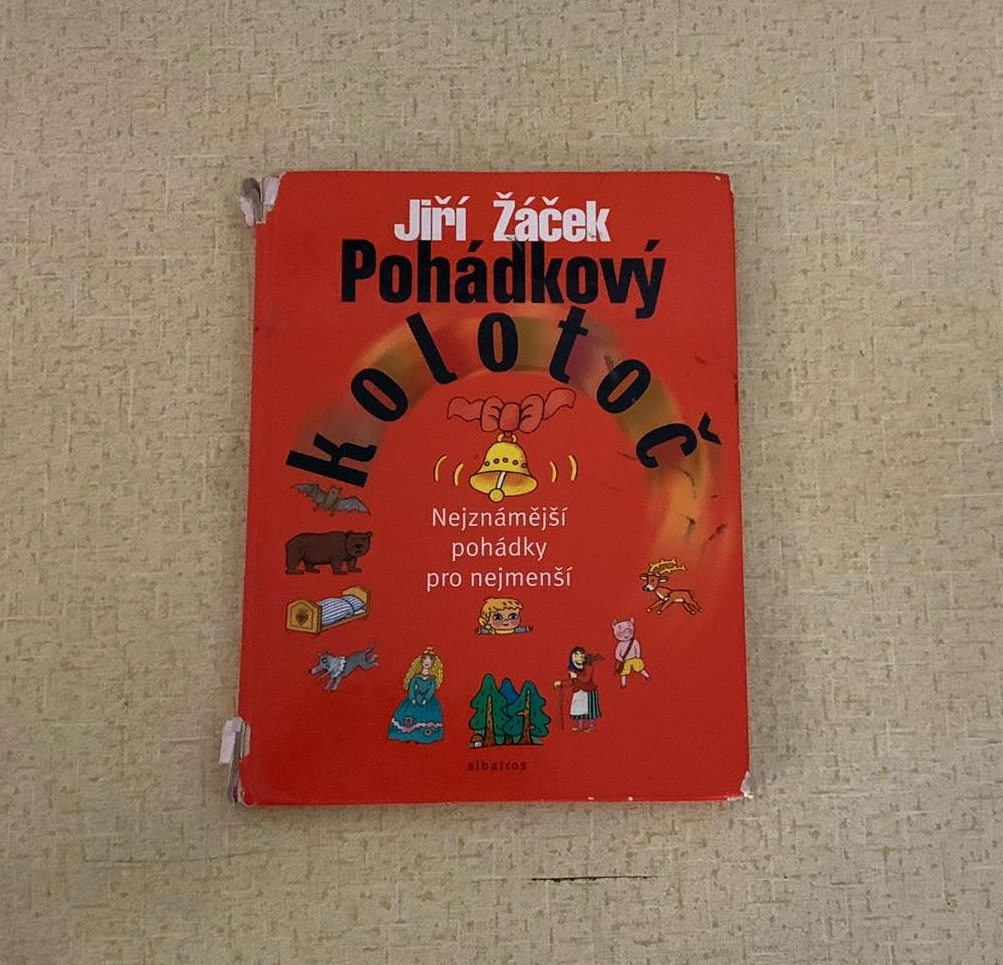 Jiří Žáček
Pohádkový
kolotoč
Nejznámější
pohádky
pro nejmenší
albatros